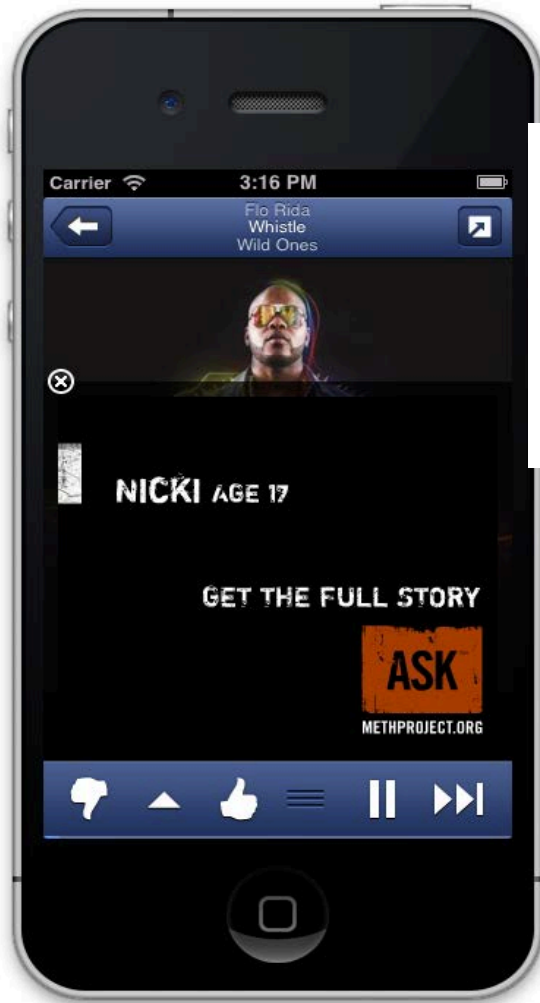 Carrier 3:16 PM
Flo Rida
Whistle
Wild Ones
NICKI AGE 17
GET THE FULL STORY
ASK
METHPROJECT.ORG